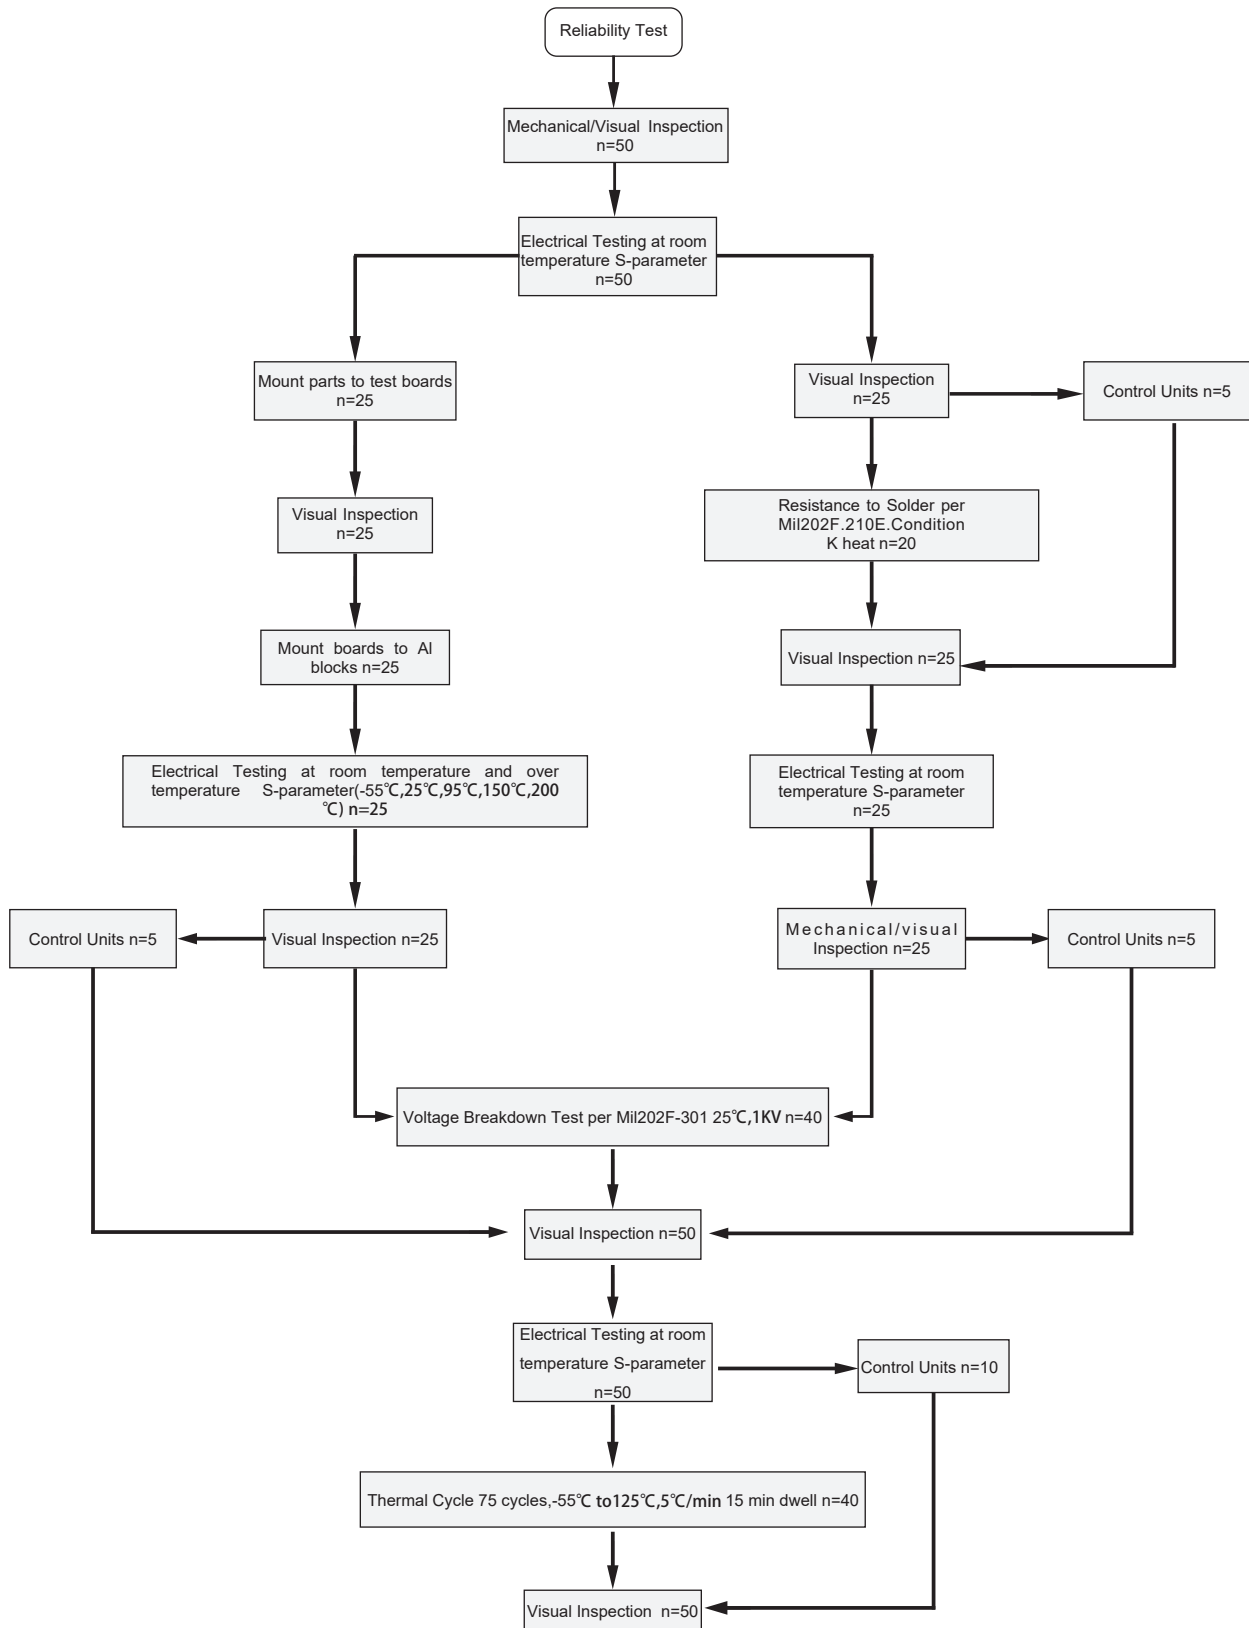 Reliability Test
Mechanical/Visual Inspection
n=50
Electrical Testing at room
temperature S-parameter
n=50
Mount parts to test boards
n=25
Visual Inspection
n=25
Control Units n=5
Visual Inspection
n=25
Resistance to Solder per
Mil202F.210E.Condition
K heat n=20
Mount boards to Al
blocks n=25
Visual Inspection n=25
Electrical Testing at room temperature and over
temperature S-parameter(-55℃,25℃,95℃,150℃,200
℃) n=25
Electrical Testing at room
temperature S-parameter
n=25
Control Units n=5
Visual Inspection n=25
Mechanical/visual
Inspection n=25
Control Units n=5
Voltage Breakdown Test per Mil202F-301 25℃,1KV n=40
Visual Inspection n=50
Electrical Testing at room
temperature S-parameter
n=50
Control Units n=10
Thermal Cycle 75 cycles,-55℃ to125℃,5℃/min 15 min dwell n=40
Visual Inspection n=50